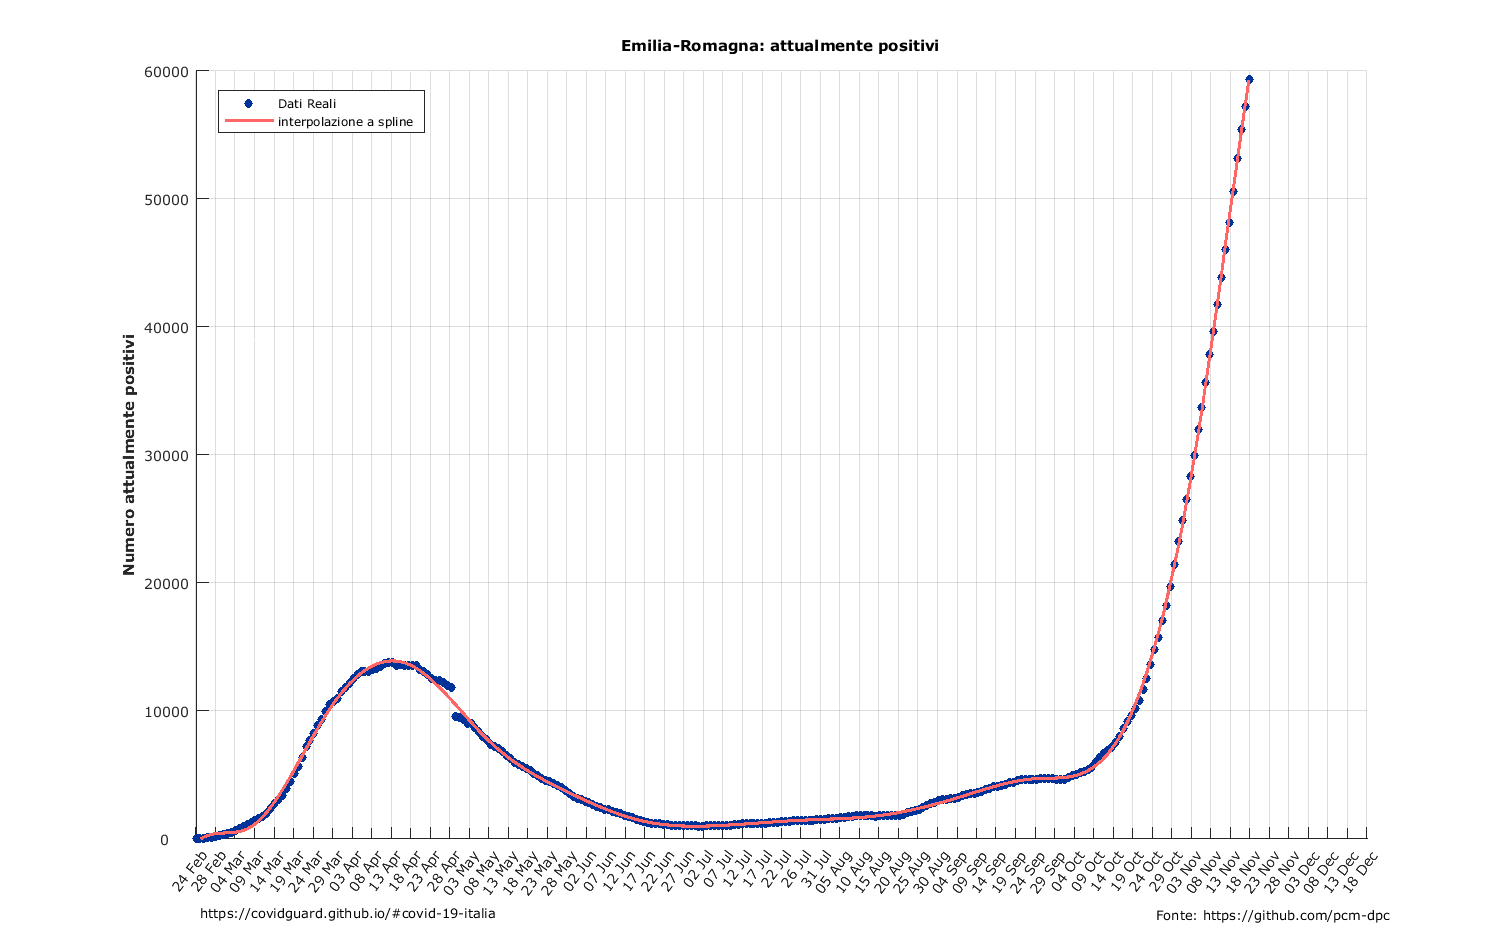 Emilia-Romagna: attualmente positivi
Dati Reali
interpolazione a spline
Numero attualmente positivi
60000
50000
40000
30000
20000
10000
0
24 Feb
28 Feb
04 Mar
09 Mar
14 Mar
19 Mar
24 Mar
29 Mar
03 Apr
08 Apr
13 Apr
18 Apr
23 Apr
28 Apr
03 May
08 May
13 May
18 May
23 May
28 May
02 Jun
07 Jun
12 Jun
17 Jun
22 Jun
27 Jun
02 Jul
07 Jul
12 Jul
17 Jul
22 Jul
26 Jul
31 Jul
05 Aug
10 Aug
15 Aug
20 Aug
25 Aug
30 Aug
04 Sep
09 Sep
14 Sep
19 Sep
24 Sep
29 Sep
04 Oct
09 Oct
14 Oct
19 Oct
24 Oct
29 Oct
03 Nov
08 Nov
13 Nov
18 Nov
23 Nov
28 Nov
03 Dec
08 Dec
13 Dec
18 Dec
https://covidguard.github.io/#covid-19-italia
Fonte: https://github.com/pcm-dpc